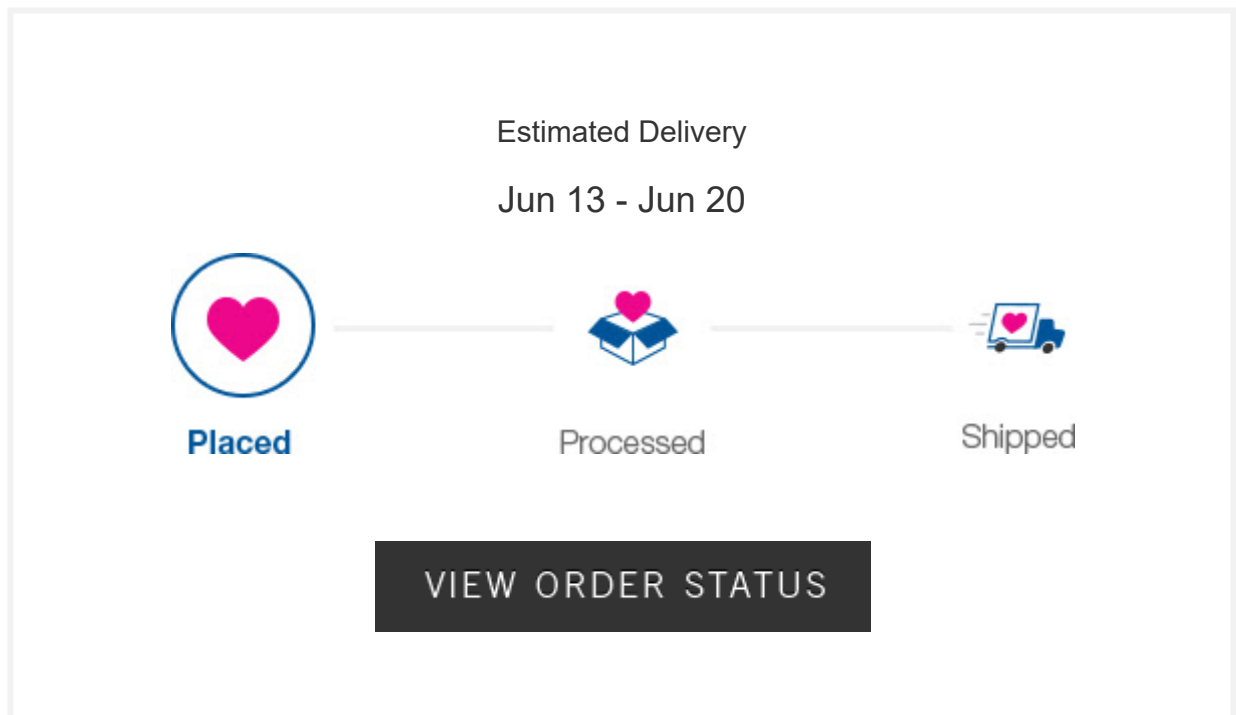 Estimated Delivery
Jun 13 - Jun 20
Placed
Processed
Shipped
VIEW ORDER STATUS